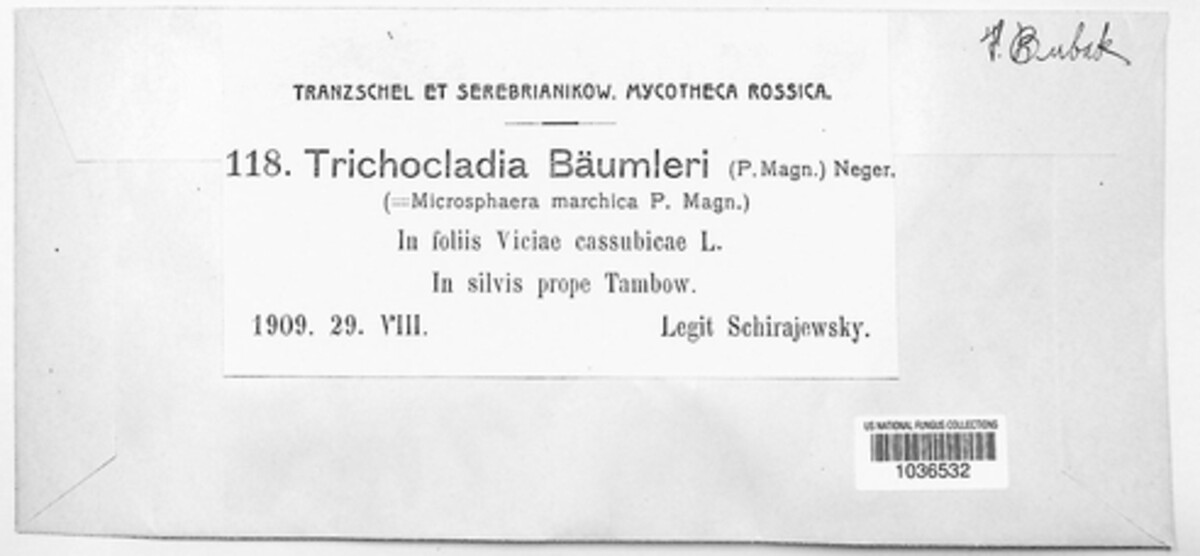 F. Bubak
TRANZSCHEL ET SEREBRIANIKOW. MYCOTHECA ROSSICA.
118. Trichocladia Bäumleri (P. Magn.) Neger.
(=Microsphaera marchica P. Magn.)
In foliis Viciae cassubicae L.
In silvis prope Tambow.
1909. 29. VIII. Legit Schirajewsky.
US NATIONAL FUNGUS COLLECTIONS
1036532